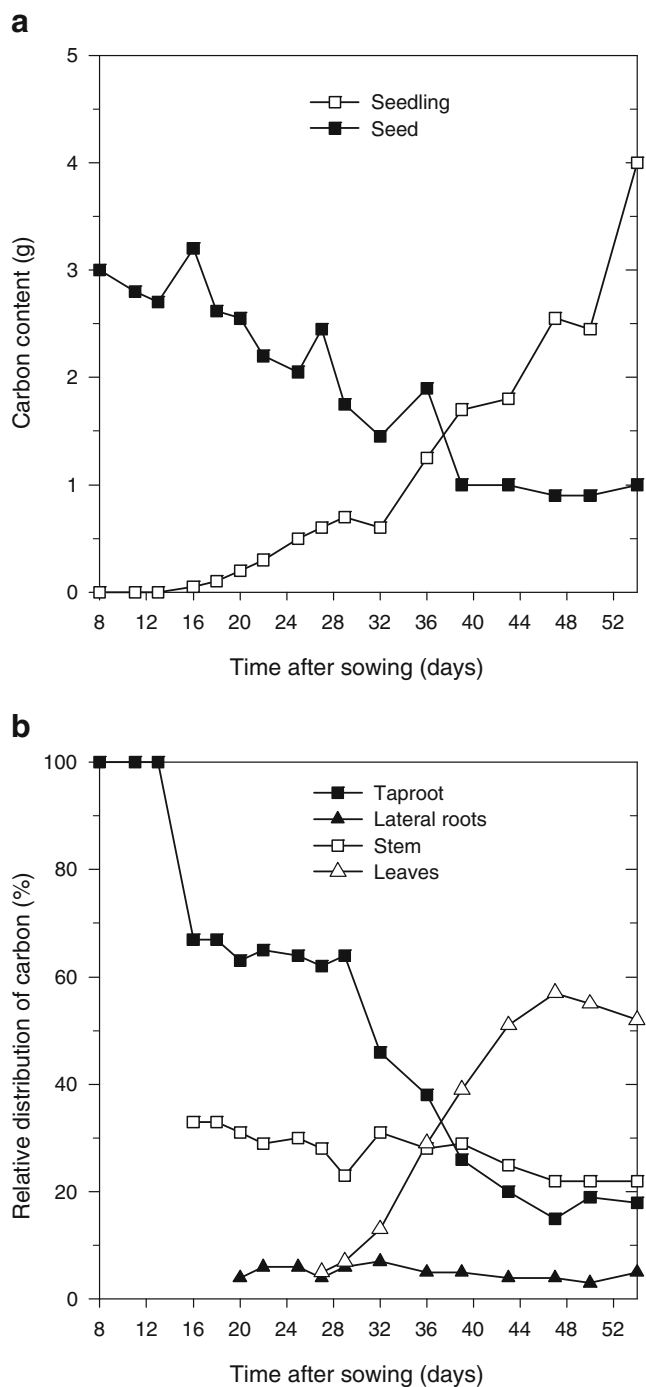 a
5
4
3
2
1
0
Carbon content (g)
Seedling
Seed
8 12 16 20 24 28 32 36 40 44 48 52
Time after sowing (days)
b
100
80
60
40
20
0
Relative distribution of carbon (%)
Taproot
Lateral roots
Stem
Leaves
8 12 16 20 24 28 32 36 40 44 48 52
Time after sowing (days)